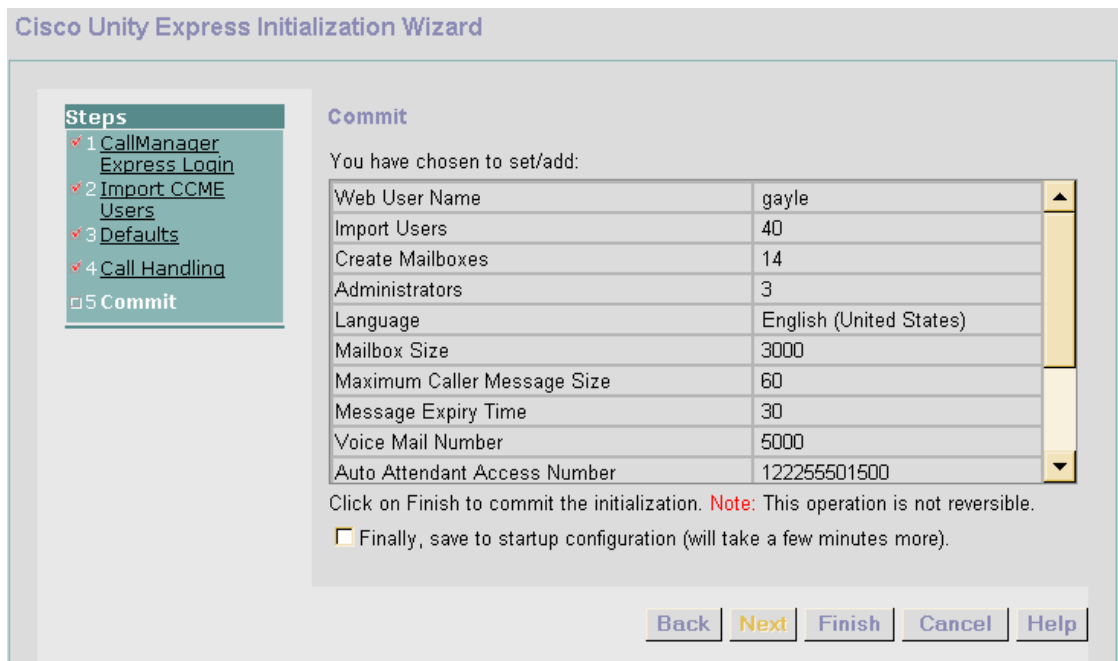 Cisco Unity Express Initialization Wizard
Steps
1 CallManager
Express Login
2 Import CCME
Users
3 Defaults
4 Call Handling
5 Commit
Commit
You have chosen to set/add:
Web User Name gayle
Import Users 40
Create Mailboxes 14
Administrators 3
Language English (United States)
Mailbox Size 3000
Maximum Caller Message Size 60
Message Expiry Time 30
Voice Mail Number 5000
Auto Attendant Access Number 122255501500
Click on Finish to commit the initialization. Note: This operation is not reversible.
Finally, save to startup configuration (will take a few minutes more).
Back Next Finish Cancel Help